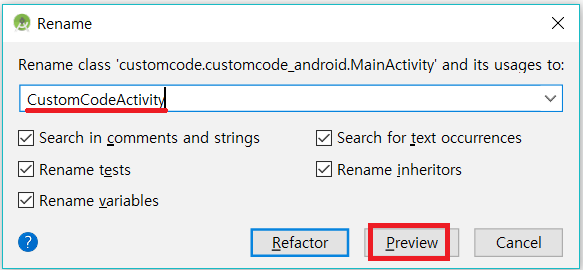 Rename
Rename class 'customcode.customcode_android.MainActivity' and its usages to:
CustomCodeActivity
Search in comments and strings
Search for text occurrences
Rename tests
Rename inheritors
Rename variables
?
Refactor
Preview
Cancel